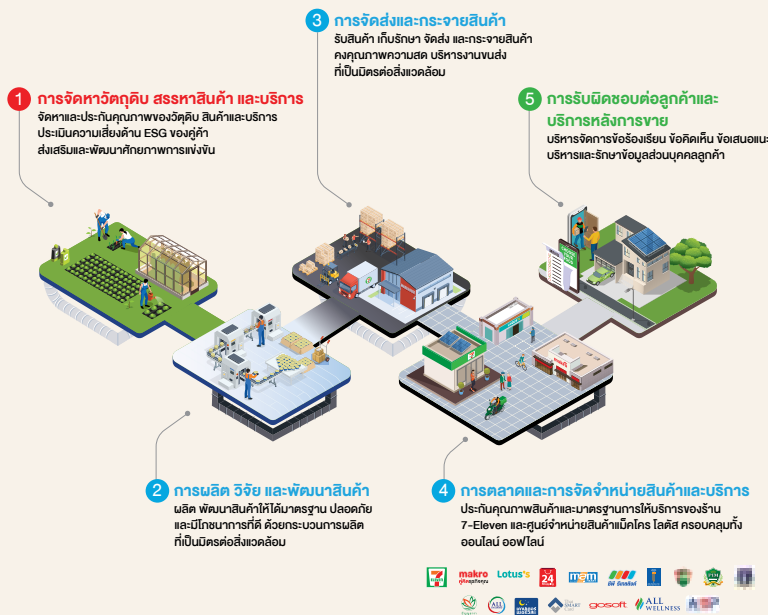 3 การจัดส่งและกระจายสินค้า
รับสินค้า เก็บรักษา จัดส่ง และกระจายสินค้า
คงคุณภาพความสด บริหารงานขนส่ง
ที่เป็นมิตรต่อสิ่งแวดล้อม
1 การจัดหาวัตถุดิบ สรรหาสินค้า และบริการ
จัดหาและประกันคุณภาพของวัตุดิบ สินค้าและบริการ
ประเมินความเสี่ยงด้าน ESG ของคู่ค้า
ส่งเสริมและพัฒนาศักยภาพการแข่งขัน
5 การรับผิดชอบต่อลูกค้าและ
บริการหลังการขาย
บริหารจัดการข้อร้องเรียน ข้อคิดเห็น ข้อเสนอแนะ
บริหารและรักษาข้อมูลส่วนบุคคลลูกค้า
2 การผลิต วิจัย และพัฒนาสินค้า
ผลิต พัฒนาสินค้าให้ได้มาตรฐาน ปลอดภัย
และมีโภชนาการที่ดี ด้วยกระบวนการผลิต
ที่เป็นมิตรต่อสิ่งแวดล้อม
4 การตลาดและการจัดจำหน่ายสินค้าและบริการ
ประกันคุณภาพสินค้าและมาตรฐานการให้บริการของร้าน
7-Eleven และศูนย์จำหน่ายสินค้าแม็คโคร โลตัส ครอบคลุมทั้ง
ออนไลน์ ออฟไลน์
makro Lotus's 24
ALL gosoft ALL WELLNESS